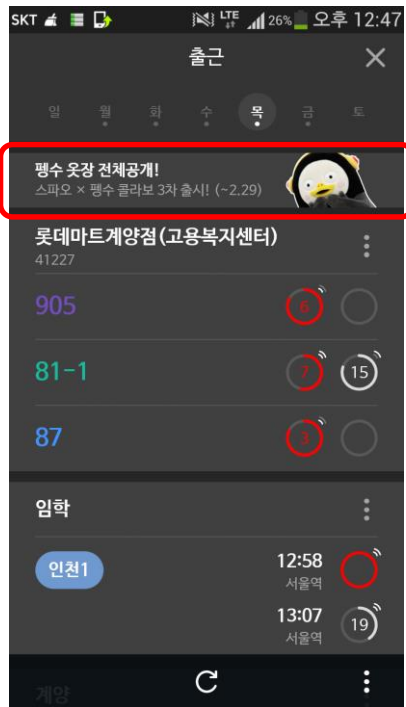 SKT LTE 26% 오후 12:47
출근
일 월 화 수 목 금 토
펭수 옷장 전체공개!
스파오 × 펭수 콜라보 3차 출시! (~2.29)
롯데마트계양점(고용복지센터)
41227
905 6
81-1 7 15
87 3
임학
인천1 12:58
서울역
13:07 19
서울역
계양